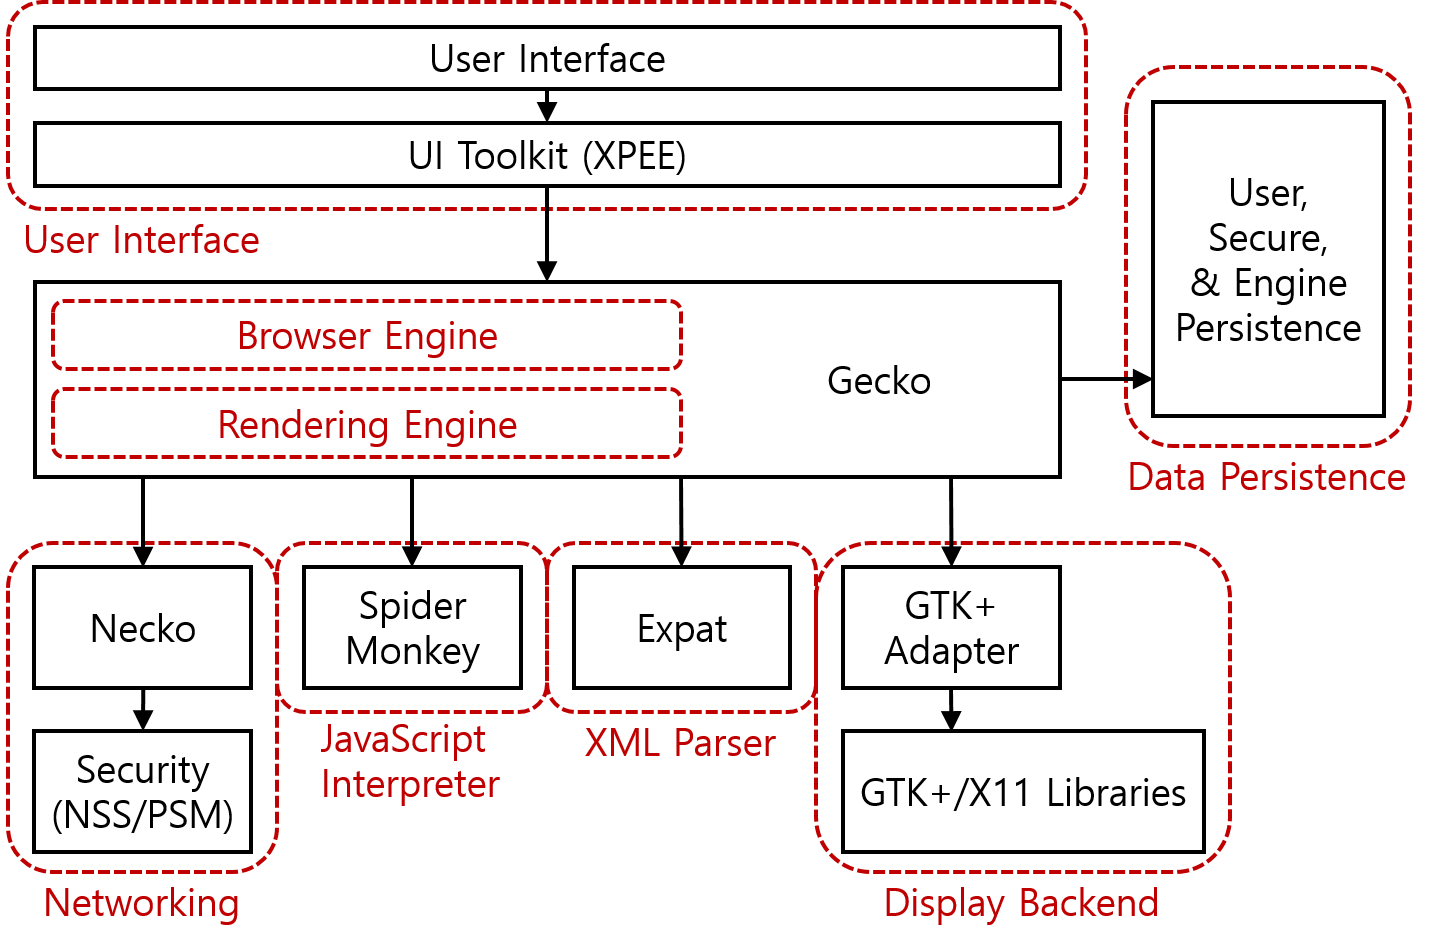 User Interface
UI Toolkit (XPEE)
User Interface
User,
Secure,
& Engine
Persistence
Data Persistence
Browser Engine
Rendering Engine
Gecko
Necko
Security
(NSS/PSM)
Networking
Spider
Monkey
JavaScript
Interpreter
Expat
XML Parser
GTK+
Adapter
GTK+/X11 Libraries
Display Backend